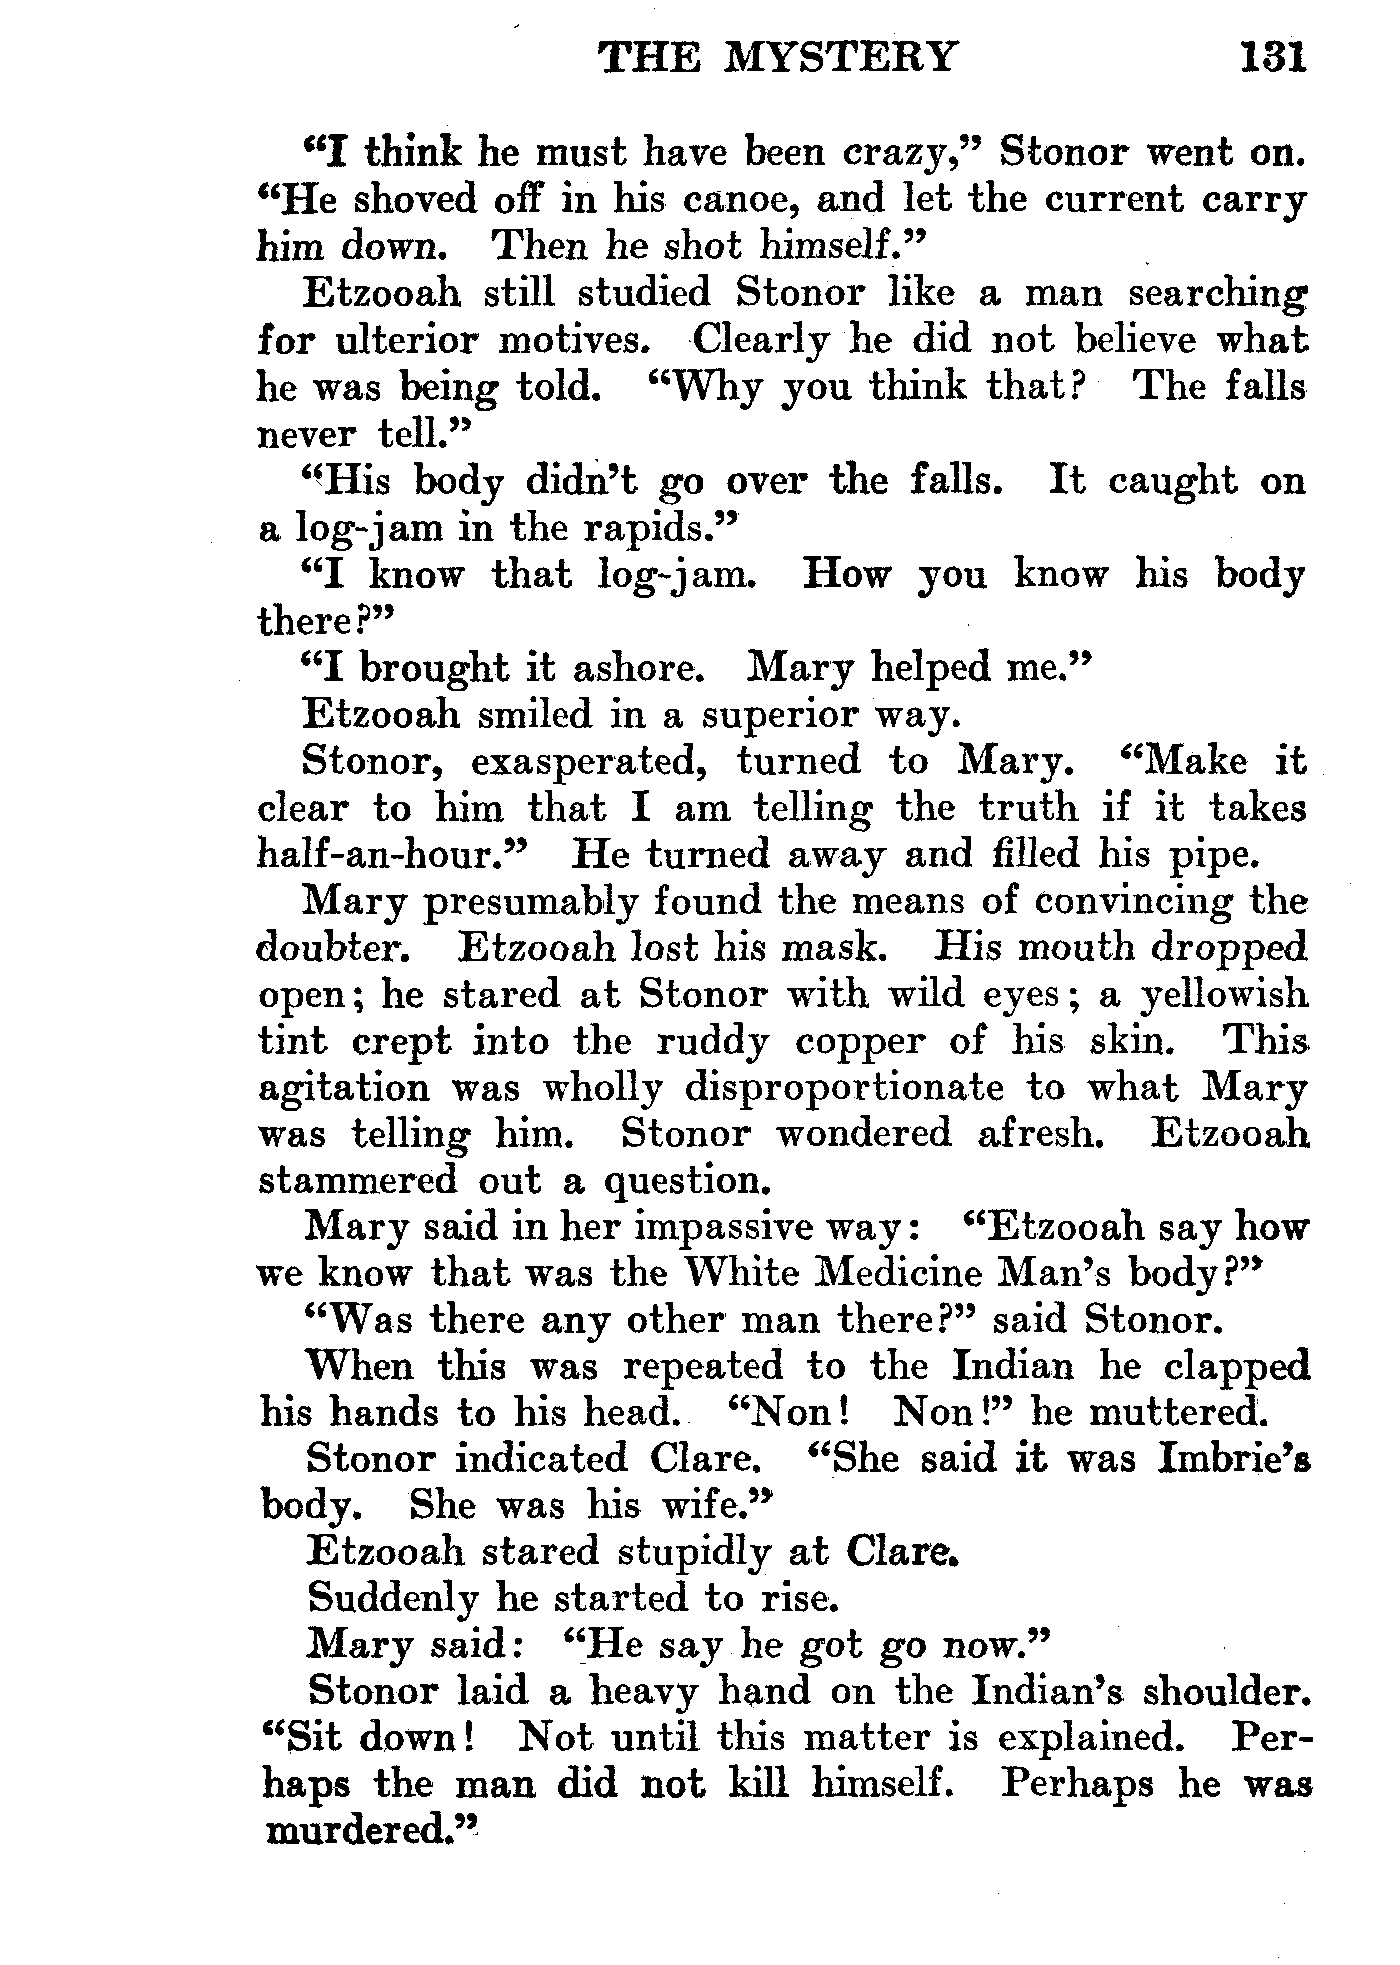 THE MYSTERY 131
“I think he must have been crazy,” Stonor went on.
“He shoved off in his canoe, and let the current carry
him down. Then he shot himself.”
Etzooah still studied Stonor like a man searching
for ulterior motives. Clearly he did not believe what
he was being told. “Why you think that? The falls
never tell.”
“His body didn’t go over the falls. It caught on
a log-jam in the rapids.”
“I know that log-jam. How you know his body
there?”
“I brought it ashore. Mary helped me.”
Etzooah smiled in a superior way.
Stonor, exasperated, turned to Mary. “Make it
clear to him that I am telling the truth if it takes
half-an-hour.” He turned away and filled his pipe.
Mary presumably found the means of convincing the
doubter. Etzooah lost his mask. His mouth dropped
open; he stared at Stonor with wild eyes; a yellowish
tint crept into the ruddy copper of his skin. This
agitation was wholly disproportionate to what Mary
was telling him. Stonor wondered afresh. Etzooah
stammered out a question.
Mary said in her impassive way: “Etzooah say how
we know that was the White Medicine Man’s body?”
“Was there any other man there?” said Stonor.
When this was repeated to the Indian he clapped
his hands to his head. “Non! Non!” he muttered.
Stonor indicated Clare. “She said it was Imbrie’s
body. She was his wife.”
Etzooah stared stupidly at Clare.
Suddenly he started to rise.
Mary said: “He say he got go now.”
Stonor laid a heavy hand on the Indian’s shoulder.
“Sit down! Not until this matter is explained. Per-
haps the man did not kill himself. Perhaps he was
murdered.”